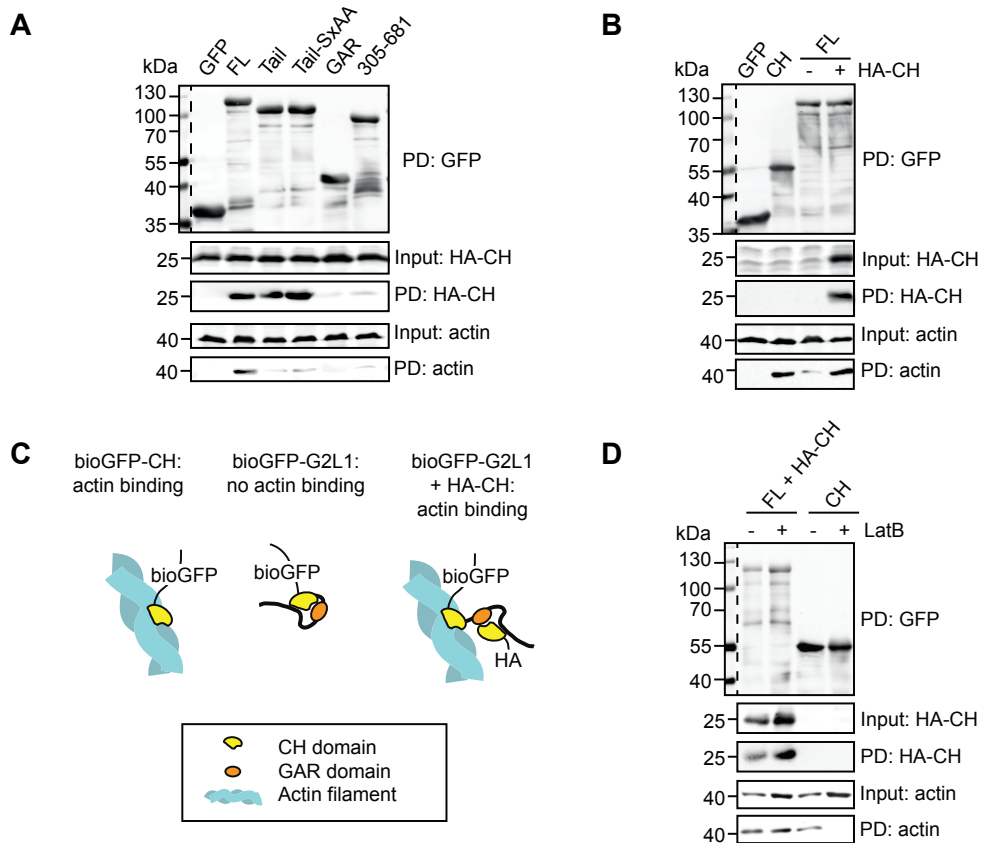 A
kDa
GFP
FL
Tail
Tail-SxAA
GAR
305-681
130
100
70
55
40
35
PD: GFP
25
Input: HA-CH
25
PD: HA-CH
40
Input: actin
40
PD: actin
B
kDa
GFP
CH
FL
- +
HA-CH
130
100
70
55
40
35
PD: GFP
25
Input: HA-CH
25
PD: HA-CH
40
Input: actin
40
PD: actin
C
bioGFP-CH:
actin binding
bioGFP-G2L1:
no actin binding
bioGFP-G2L1
+ HA-CH:
actin binding
bioGFP
bioGFP
bioGFP
HA
CH domain
GAR domain
Actin filament
D
FL + HA-CH
CH
kDa
- + - +
LatB
130
100
70
55
40
PD: GFP
25
Input: HA-CH
25
PD: HA-CH
40
Input: actin
40
PD: actin